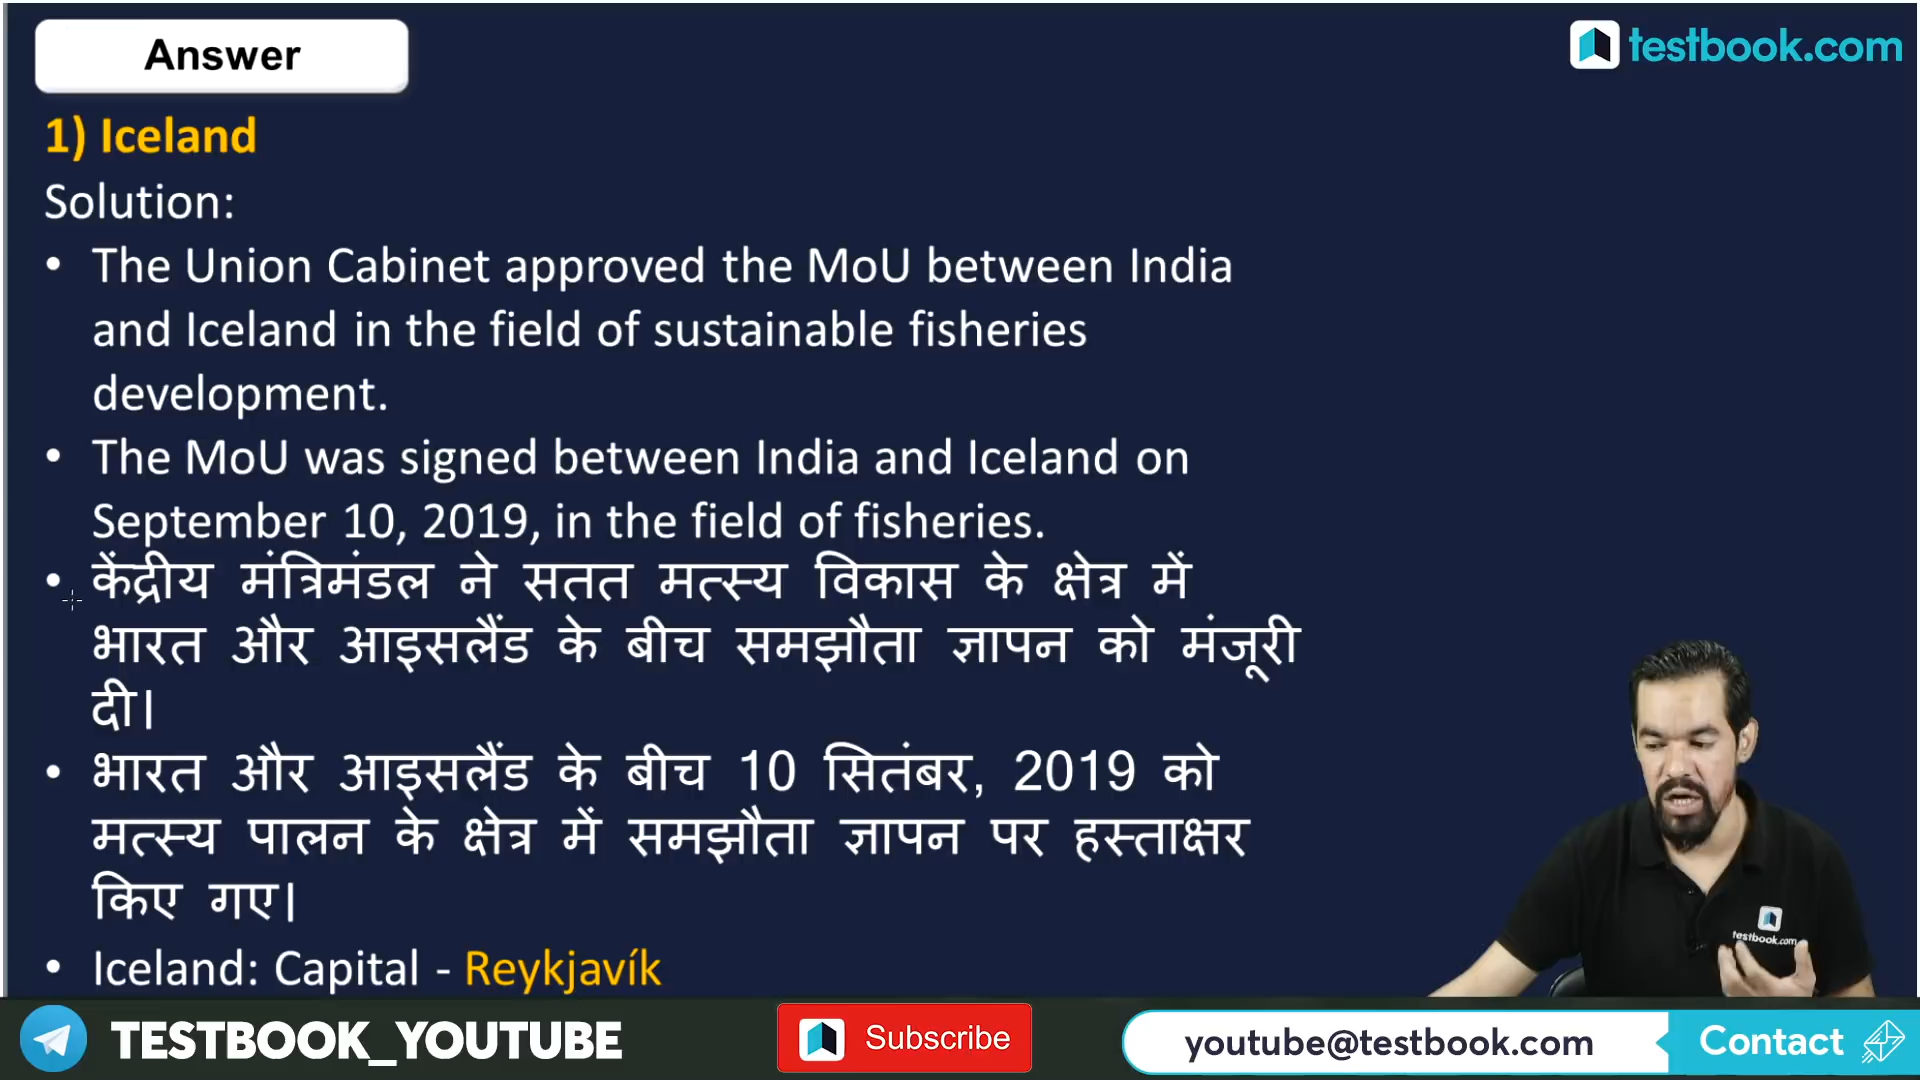 Answer
testbook.com
1) Iceland
Solution:
• The Union Cabinet approved the MoU between India
and Iceland in the field of sustainable fisheries
development.
• The MoU was signed between India and Iceland on
September 10, 2019, in the field of fisheries.
• केंद्रीय मंत्रिमंडल ने सतत मत्स्य विकास के क्षेत्र में
भारत और आइसलैंड के बीच समझौता ज्ञापन को मंजूरी
दी।
• भारत और आइसलैंड के बीच 10 सितंबर, 2019 को
मत्स्य पालन के क्षेत्र में समझौता ज्ञापन पर हस्ताक्षर
किए गए।
• Iceland: Capital - Reykjavík
testbook.com
TESTBOOK_YOUTUBE
Subscribe
youtube@testbook.com
Contact